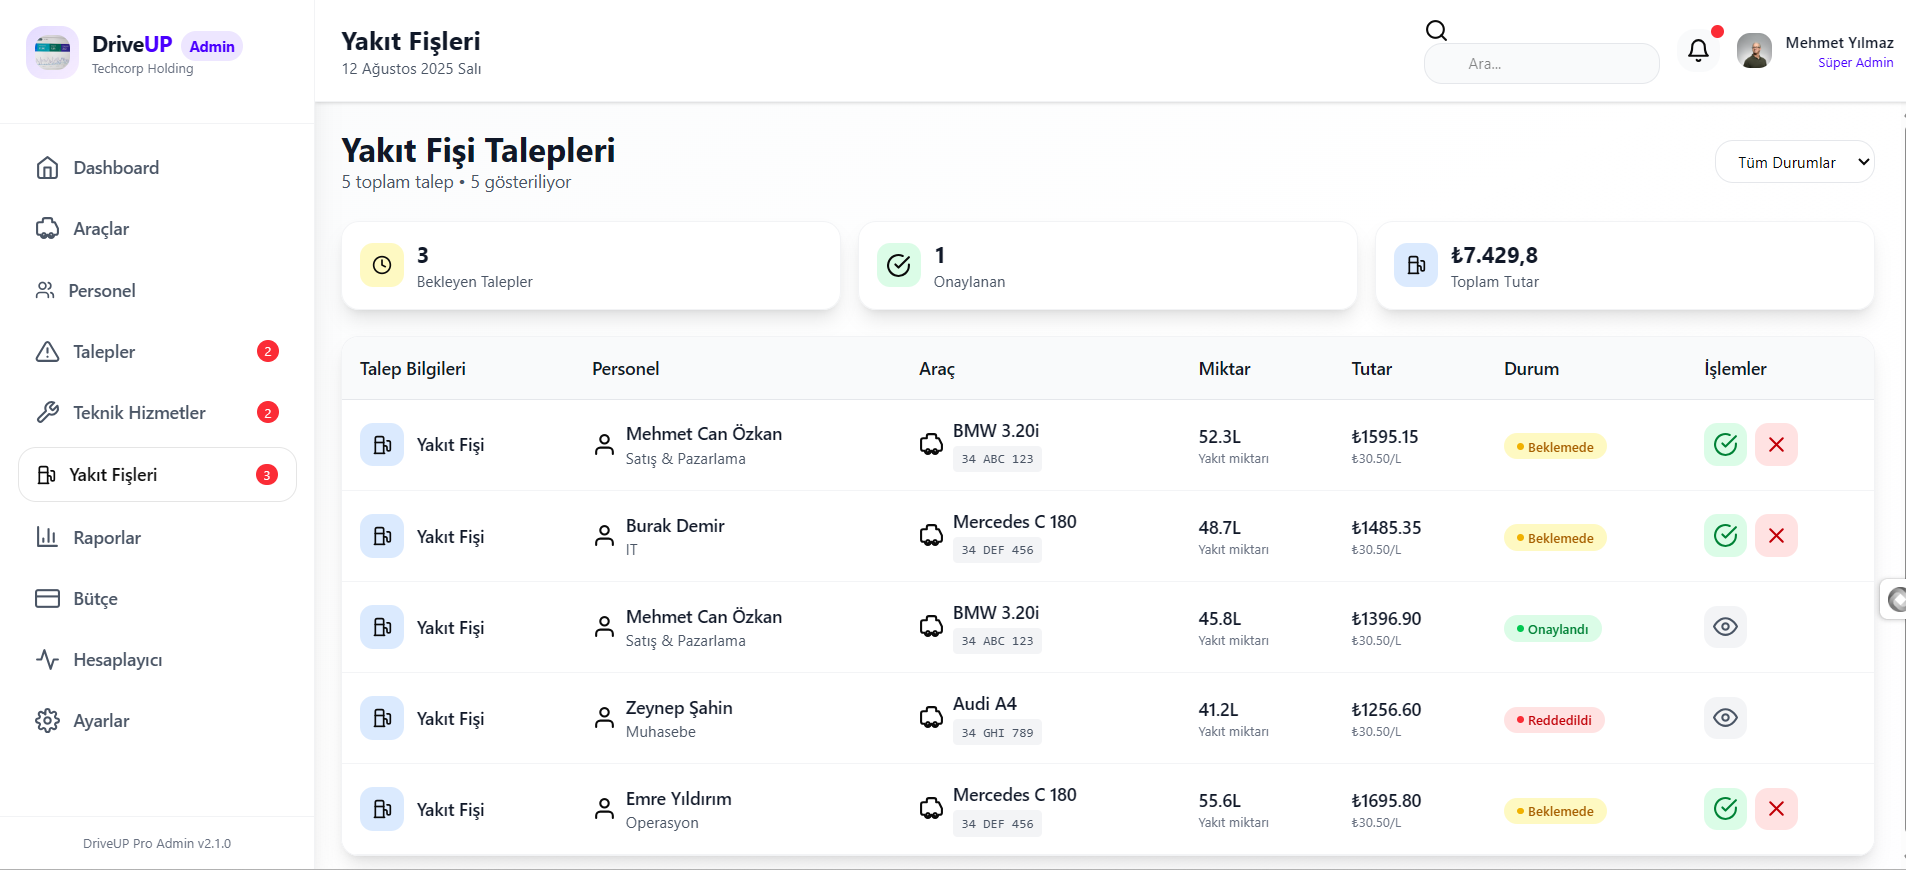 DriveUP Admin
Techcorp Holding
Dashboard
Araçlar
Personel
Talepler 2
Teknik Hizmetler 2
Yakıt Fişleri 3
Raporlar
Bütçe
Hesaplayıcı
Ayarlar
DriveUP Pro Admin v2.1.0
Yakıt Fişleri
12 Ağustos 2025 Salı
Ara...
Mehmet Yılmaz
Süper Admin
Yakıt Fişi Talepleri
5 toplam talep • 5 gösteriliyor
Tüm Durumlar
3
Bekleyen Talepler
1
Onaylanan
₺7.429,8
Toplam Tutar
Talep Bilgileri Personel Araç Miktar Tutar Durum İşlemler
Yakıt Fişi
Mehmet Can Özkan
Satış & Pazarlama
BMW 3.20i
34 ABC 123
52.3L
Yakıt miktarı
₺1595.15
₺30.50/L
Beklemede
Yakıt Fişi
Burak Demir
IT
Mercedes C 180
34 DEF 456
48.7L
Yakıt miktarı
₺1485.35
₺30.50/L
Beklemede
Yakıt Fişi
Mehmet Can Özkan
Satış & Pazarlama
BMW 3.20i
34 ABC 123
45.8L
Yakıt miktarı
₺1396.90
₺30.50/L
Onaylandı
Yakıt Fişi
Zeynep Şahin
Muhasebe
Audi A4
34 GHI 789
41.2L
Yakıt miktarı
₺1256.60
₺30.50/L
Reddedildi
Yakıt Fişi
Emre Yıldırım
Operasyon
Mercedes C 180
34 DEF 456
55.6L
Yakıt miktarı
₺1695.80
₺30.50/L
Beklemede